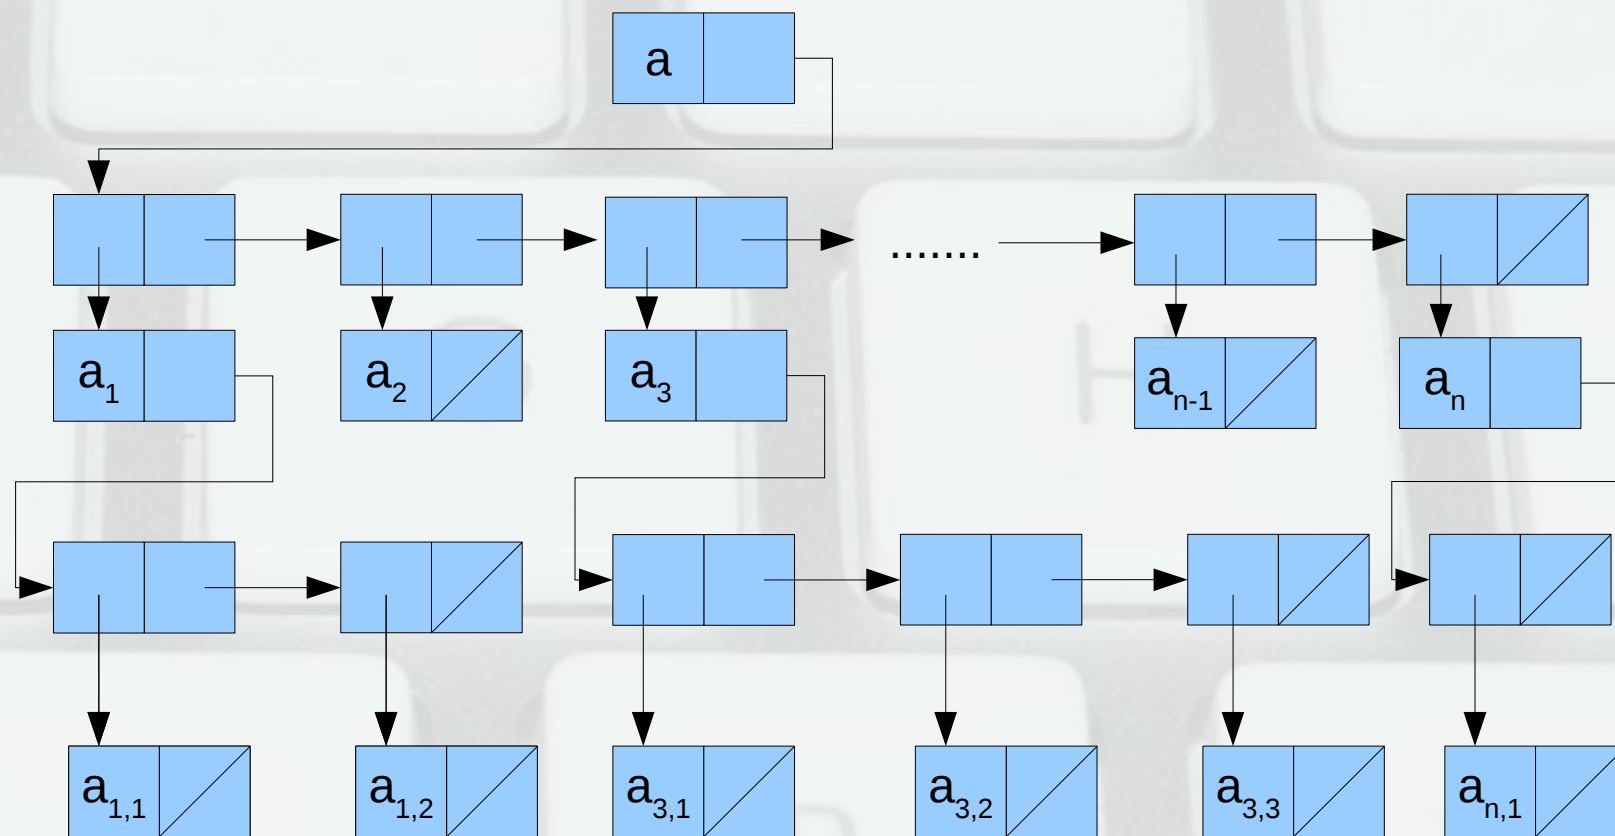 a
.......
a1 a2 a3 an-1 an
a1,1 a1,2 a3,1 a3,2 a3,3 an,1